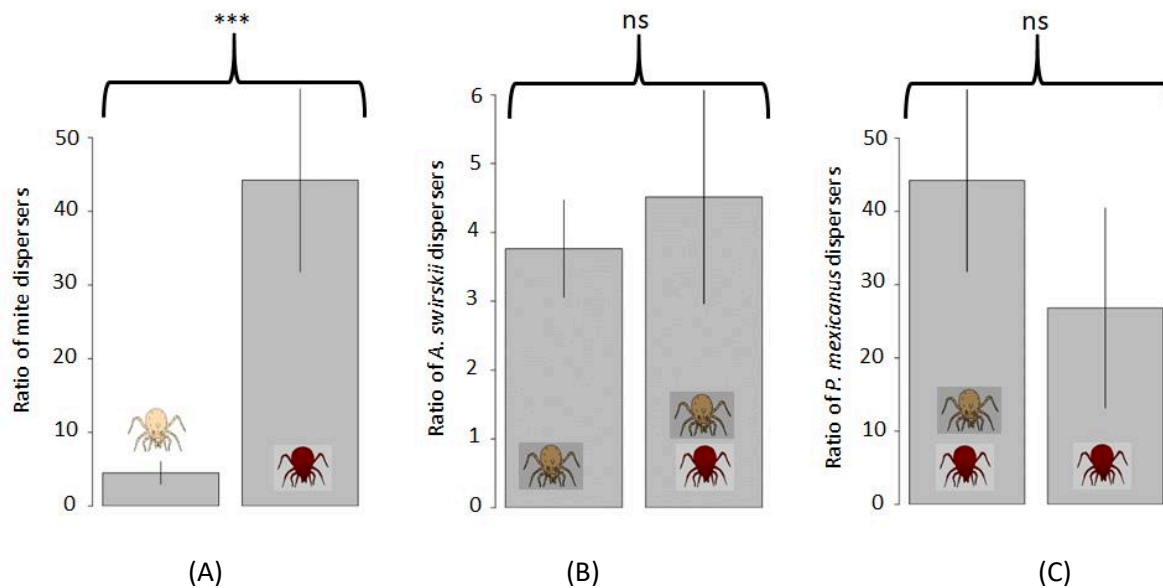 ***
Ratio of mite dispersers
50
40
30
20
10
0
(A)
ns
Ratio of A. swirskii dispersers
6
5
4
3
2
1
0
(B)
ns
Ratio of P. mexicanus dispersers
50
40
30
20
10
0
(C)